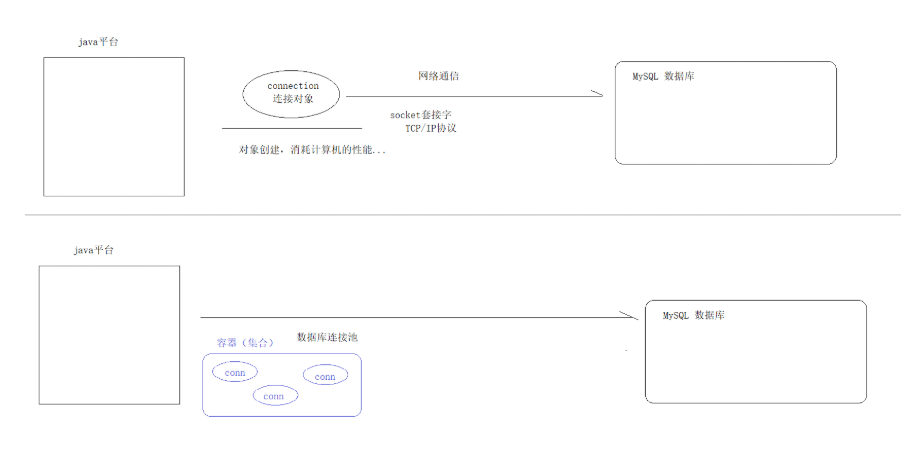 java平台
网络通信
MySQL 数据库
connection
连接对象
socket套接字
TCP/IP协议
对象创建，消耗计算机的性能...
java平台
MySQL 数据库
数据库连接池
容器（集合）
conn
conn
conn